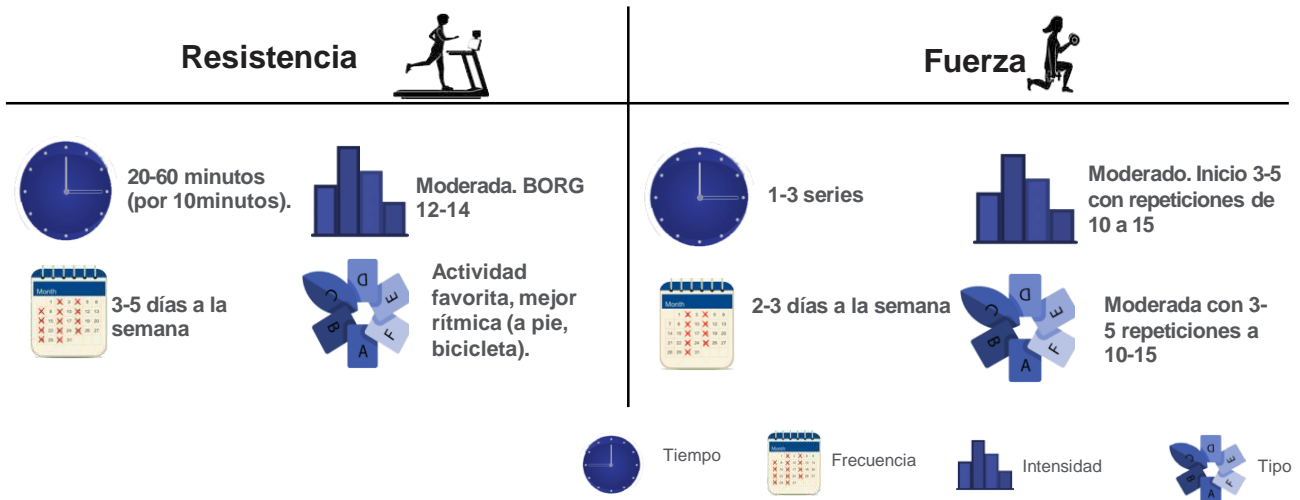 Resistencia
Fuerza
20-60 minutos
(por 10minutos).
Moderada. BORG
12-14
3-5 días a la
semana
Actividad
favorita, mejor
rítmica (a pie,
bicicleta).
1-3 series
Moderado. Inicio 3-5
con repeticiones de
10 a 15
2-3 días a la semana
Moderada con 3-
5 repeticiones a
10-15
Month
A
B
C
D
E
F
Month
A
B
C
D
E
F
Tiempo
Frecuencia
Intensidad
Tipo